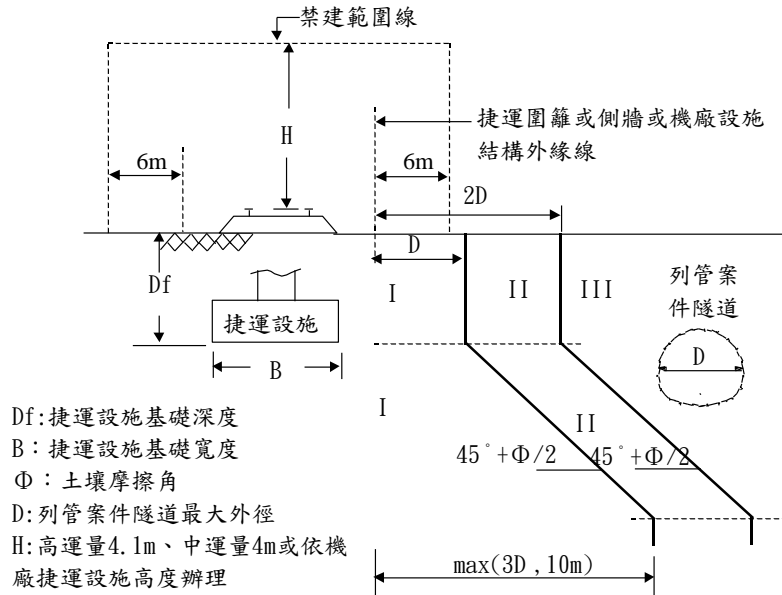 禁建範圍線
捷運圍籬或側牆或機廠設施
結構外緣線
H
6m
6m
2D
D
Df
I
II
III
列管案
件隧道
捷運設施
D
B
I
II
45°+Φ/2
45°+Φ/2
Df:捷運設施基礎深度
B：捷運設施基礎寬度
Φ：土壤摩擦角
D:列管案件隧道最大外徑
H:高運量4.1m、中運量4m或依機
廠捷運設施高度辦理
max(3D,10m)